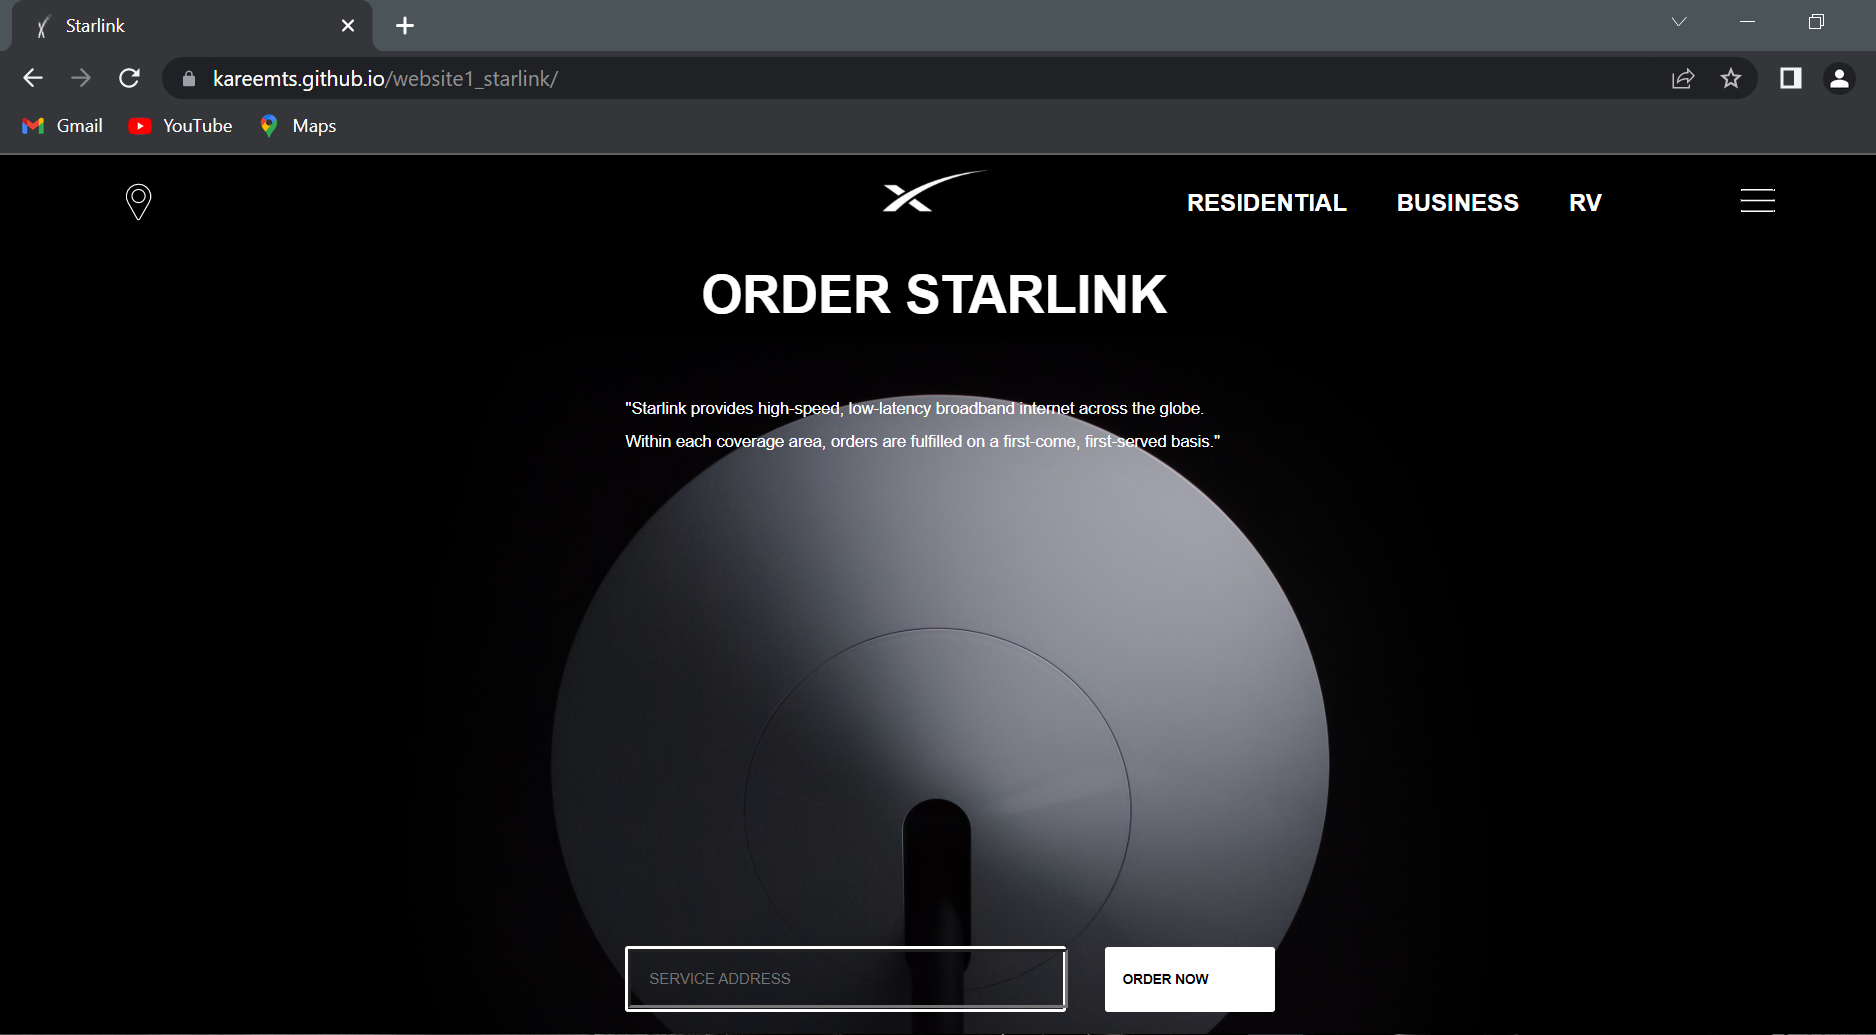 Starlink
kareemts.github.io/website1_starlink/
Gmail YouTube Maps
RESIDENTIAL BUSINESS RV
ORDER STARLINK
"Starlink provides high-speed, low-latency broadband internet across the globe.
Within each coverage area, orders are fulfilled on a first-come, first-served basis."
SERVICE ADDRESS ORDER NOW